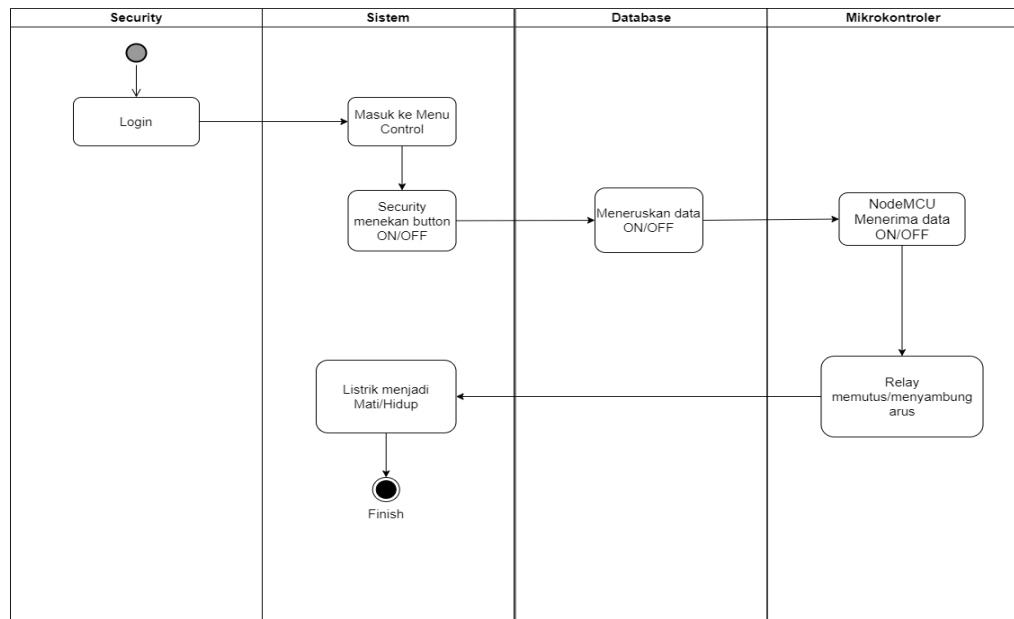 Security
Sistem
Database
Mikrokontroler
Login
Masuk ke Menu
Control
Security
menekan button
ON/OFF
Meneruskan data
ON/OFF
NodeMCU
Menerima data
ON/OFF
Relay
memutus/menyambung
arus
Listrik menjadi
Mati/Hidup
Finish